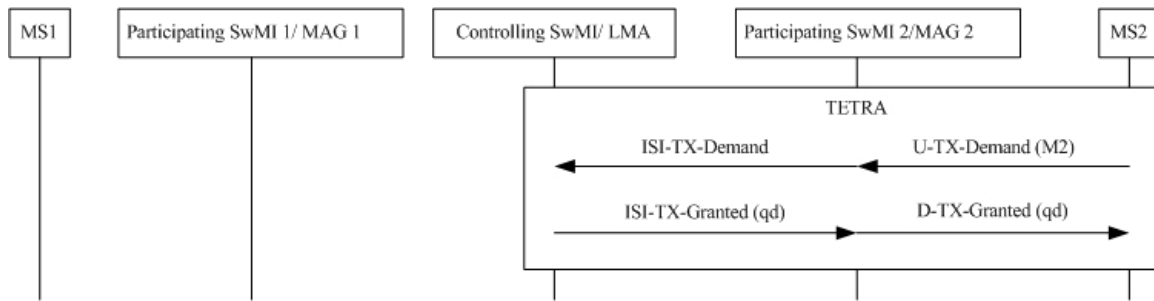 MS1
Participating SwMI 1/ MAG 1
Controlling SwMI/ LMA
Participating SwMI 2/MAG 2
MS2
TETRA
ISI-TX-Demand
U-TX-Demand (M2)
ISI-TX-Granted (qd)
D-TX-Granted (qd)